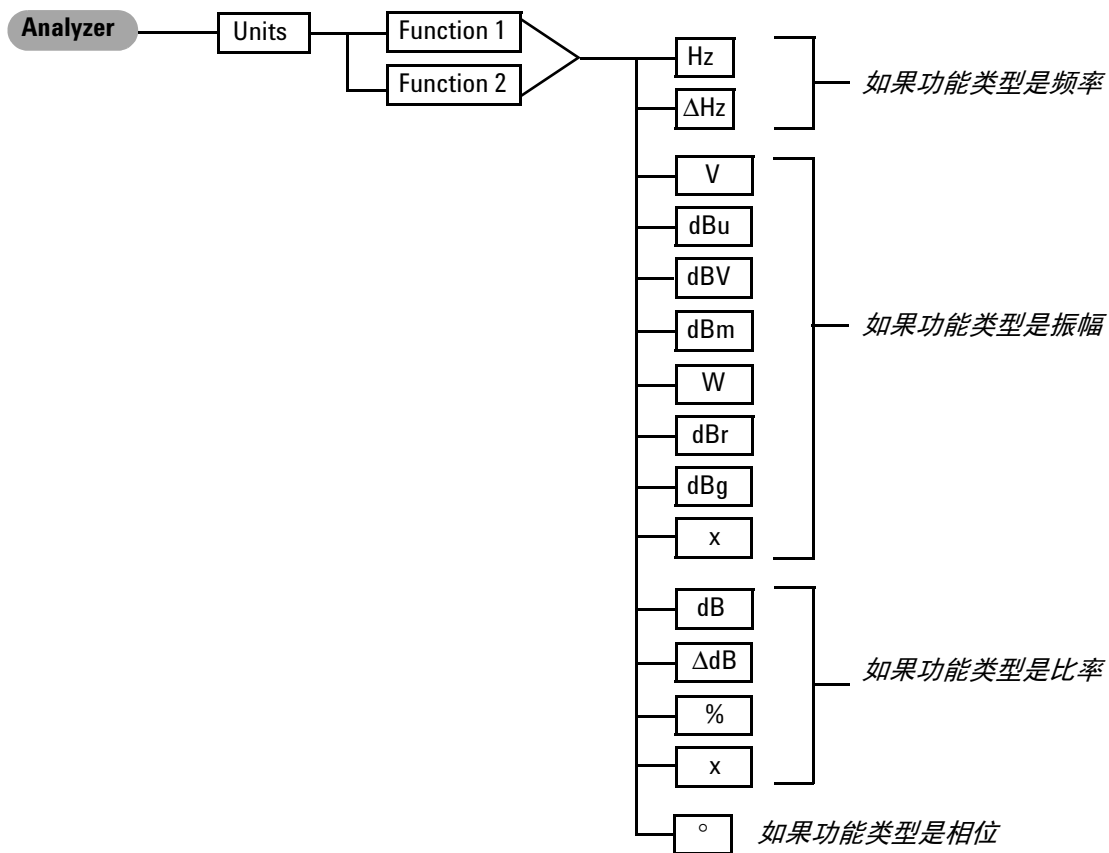 Analyzer
Units
Function 1
Function 2
Hz
ΔHz
如果功能类型是频率
V
dBu
dBV
dBm
W
dBr
dBg
x
如果功能类型是振幅
dB
ΔdB
%
x
如果功能类型是比率
°
如果功能类型是相位